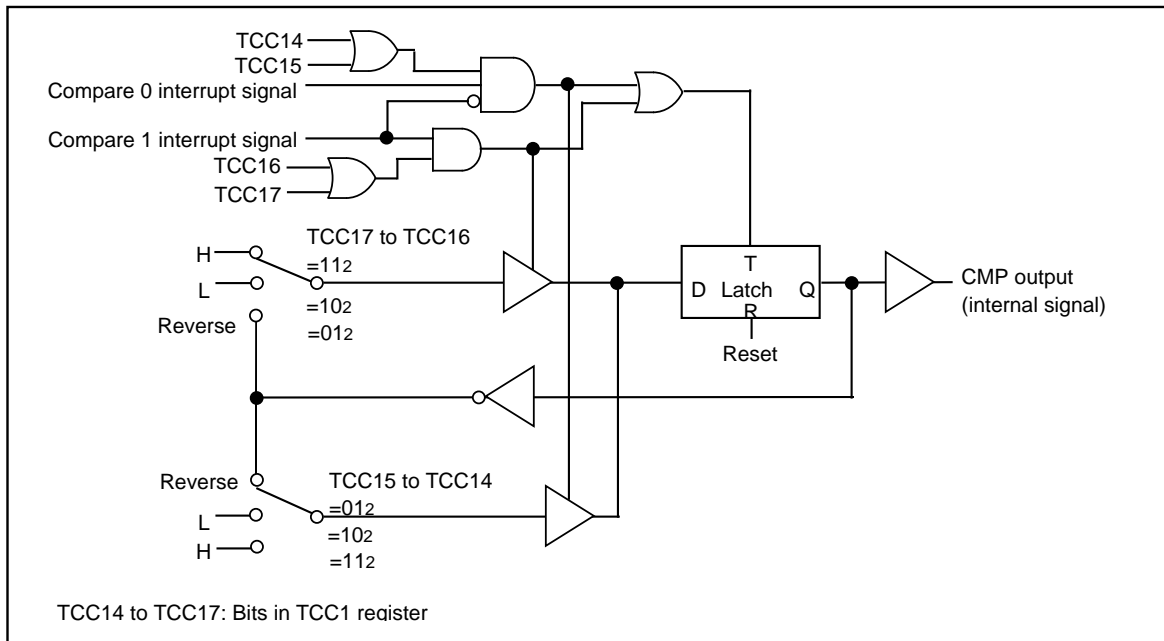 TCC14
TCC15
Compare 0 interrupt signal
Compare 1 interrupt signal
TCC16
TCC17
H
TCC17 to TCC16
=112
L
=102
Reverse
=012
D
T
Latch
R
Q
Reset
CMP output
(internal signal)
Reverse
TCC15 to TCC14
=012
L
=102
H
=112
TCC14 to TCC17: Bits in TCC1 register